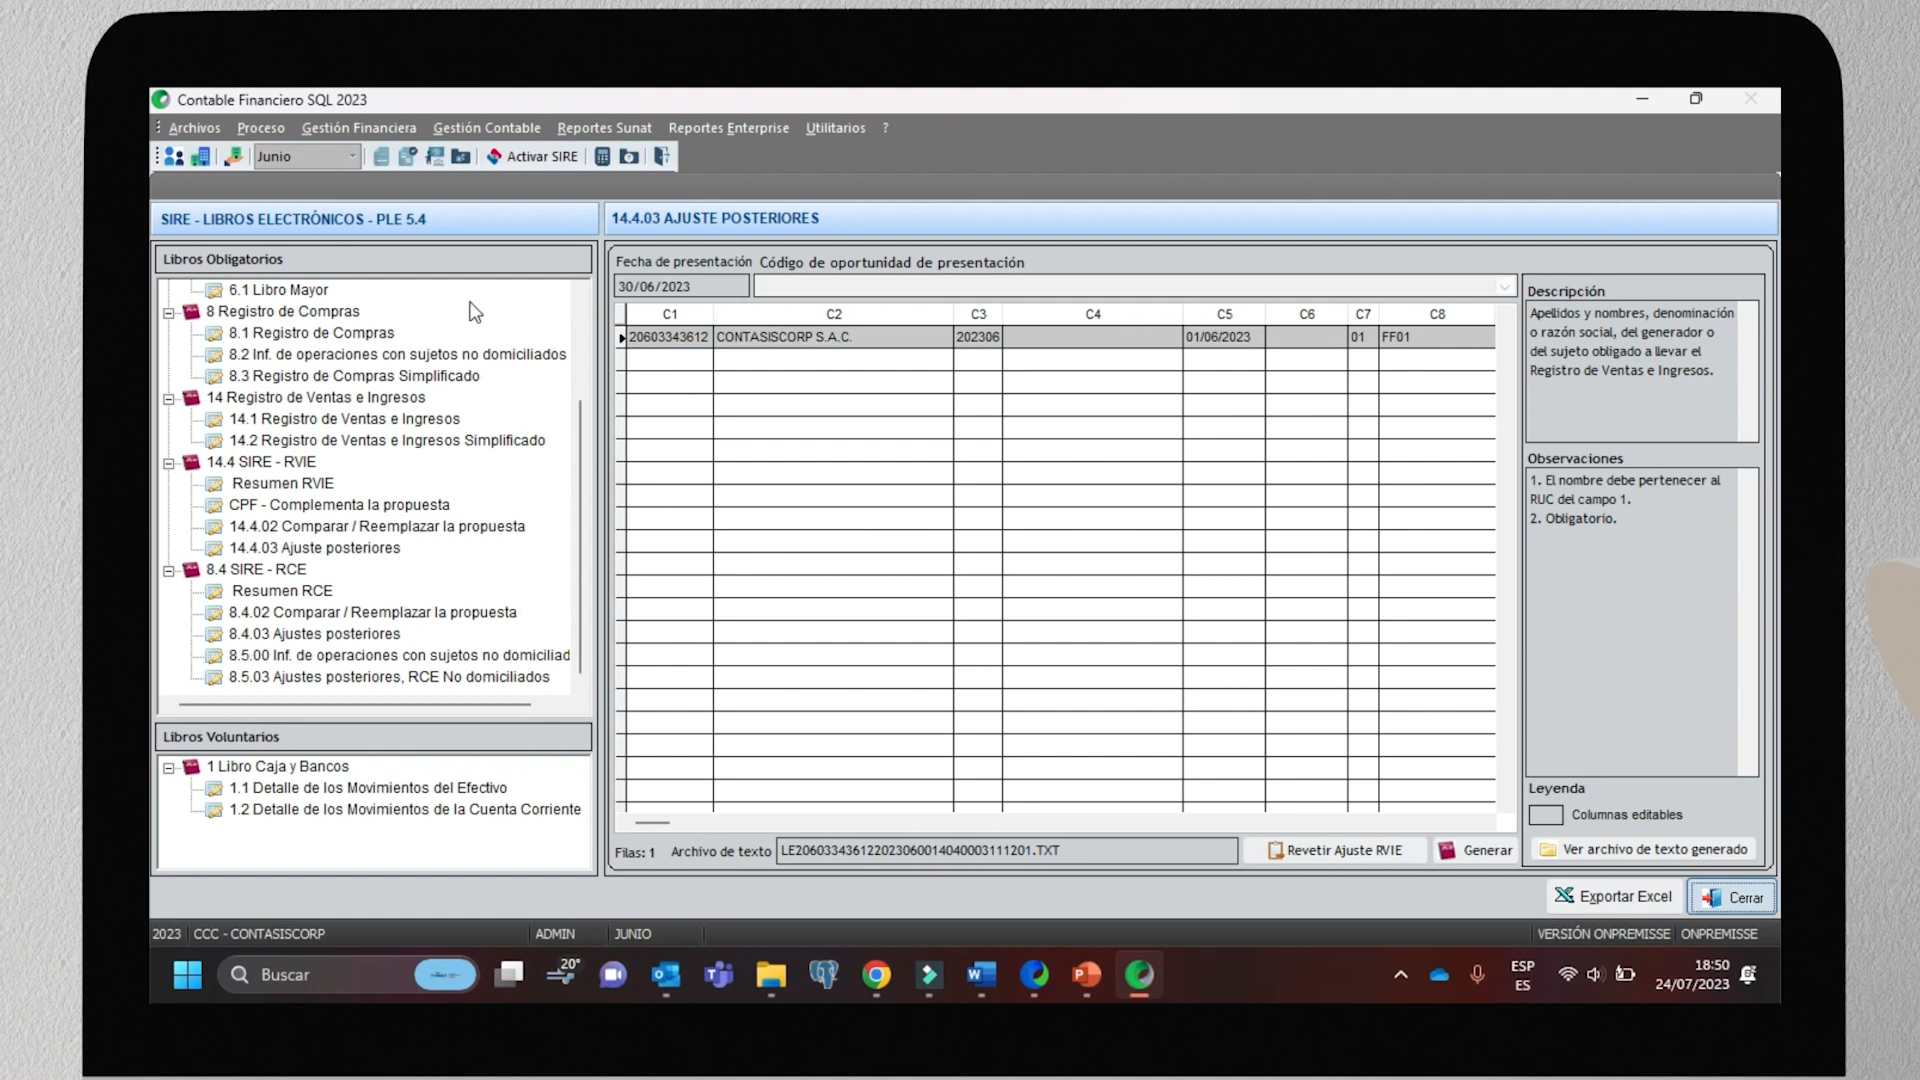 Contable Financiero SQL 2023
Archivos Proceso Gestión Financiera Gestión Contable Reportes Sunat Reportes Enterprise Utilitarios ?
Junio Activar SIRE
SIRE - LIBROS ELECTRÓNICOS - PLE 5.4
14.4.03 AJUSTE POSTERIORES
Libros Obligatorios
6.1 Libro Mayor
8 Registro de Compras
8.1 Registro de Compras
8.2 Inf. de operaciones con sujetos no domiciliados
8.3 Registro de Compras Simplificado
14 Registro de Ventas e Ingresos
14.1 Registro de Ventas e Ingresos
14.2 Registro de Ventas e Ingresos Simplificado
14.4 SIRE - RVIE
Resumen RVIE
CPF - Complementa la propuesta
14.4.02 Comparar / Reemplazar la propuesta
14.4.03 Ajuste posteriores
8.4 SIRE - RCE
Resumen RCE
8.4.02 Comparar / Reemplazar la propuesta
8.4.03 Ajustes posteriores
8.5.00 Inf. de operaciones con sujetos no domiciliad
8.5.03 Ajustes posteriores, RCE No domiciliados
Libros Voluntarios
1 Libro Caja y Bancos
1.1 Detalle de los Movimientos del Efectivo
1.2 Detalle de los Movimientos de la Cuenta Corriente
Fecha de presentación Código de oportunidad de presentación
30/06/2023
C1 C2 C3 C4 C5 C6 C7 C8
20603343612 CONTASISCORP S.A.C. 202306 01/06/2023 01 FF01
Filas: 1 Archivo de texto LE20603343612202306001404000311201.TXT Revetir Ajuste RVIE Generar
Descripción
Apellidos y nombres, denominación
o razón social, del generador o
del sujeto obligado a llevar el
Registro de Ventas e Ingresos.
Observaciones
1. El nombre debe pertenecer al
RUC del campo 1.
2. Obligatorio.
Leyenda
Columnas editables
Ver archivo de texto generado
Exportar Excel Cerrar
2023 CCC - CONTASISCORP ADMIN JUNIO VERSIÓN ONPREMISSE ONPREMISSE
Buscar 20° ESP
ES
18:50
24/07/2023